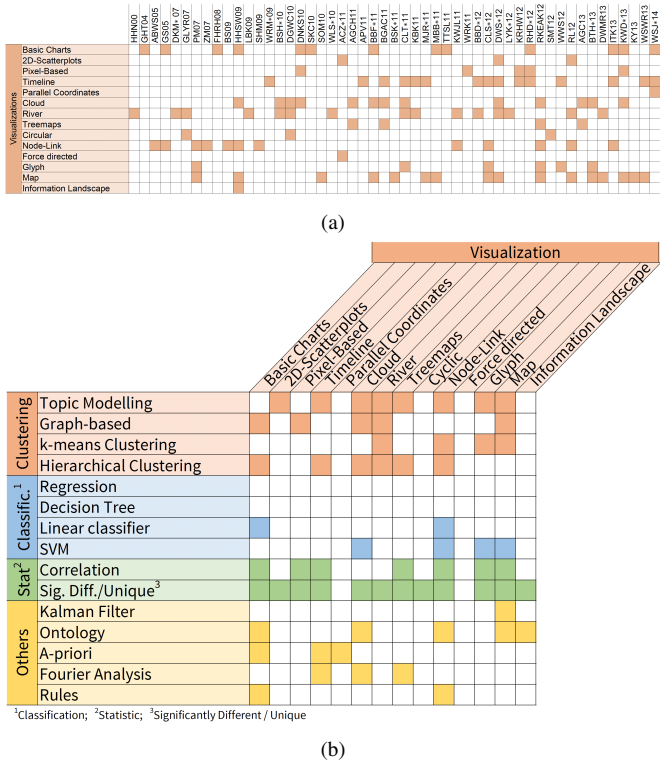 HHN00 GKT04 ABWS05 GS05 DKM+ 07 GLYR07 PM07 ZM07 FHRH08 BSI09 HHSW09 LBK09 SHM09 WRM+09 BSH+10 DGWC10 DNKS10 SKC10 SOM10 WLS+10 ACZ+11 AGCH11 APV11 BBF+11 BGAC11 BSK+11 CLT+11 KBK11 MJR+11 MBB+11 TTSL11 KWJL11 WRK11 BBD+12 CLS+12 DWS+12 LYK+12 KRHW12 RHD+12 RKEAK12 SMT12 WWS12 RL12 AGC13 BTH+13 DWMR13 ITK13 KWD+13 KY13 WSWR13 WSJ+14
Visualizations
Basic Charts
2D-Scatterplots
Pixel-Based
Timeline
Parallel Coordinates
Cloud
River
Treemaps
Circular
Node-Link
Force directed
Glyph
Map
Information Landscape
(a)
Visualization
Basic Charts
2D-Scatterplots
Pixel-Based
Timeline
Parallel Coordinates
Cloud
River
Treemaps
Cyclic
Node-Link
Force directed
Glyph
Map
Information Landscape
Clustering
Topic Modelling
Graph-based
k-means Clustering
Hierarchical Clustering
Classific.1
Regression
Decision Tree
Linear classifier
SVM
Stat2
Correlation
Sig. Diff./Unique3
Others
Kalman Filter
Ontology
A-priori
Fourier Analysis
Rules
1Classification; 2Statistic; 3Significantly Different / Unique
(b)